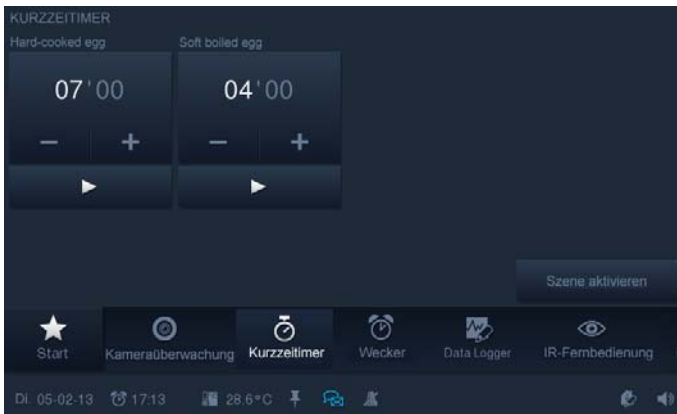 KURZZEITIMER
Hard-cooked egg Soft boiled egg
07'00 04'00
− + − +
Szene aktivieren
Start Kameraüberwachung Kurzzeitimer Wecker Data Logger IR-Fernbedienung
DI. 05-02-13 17:13 28.6°C